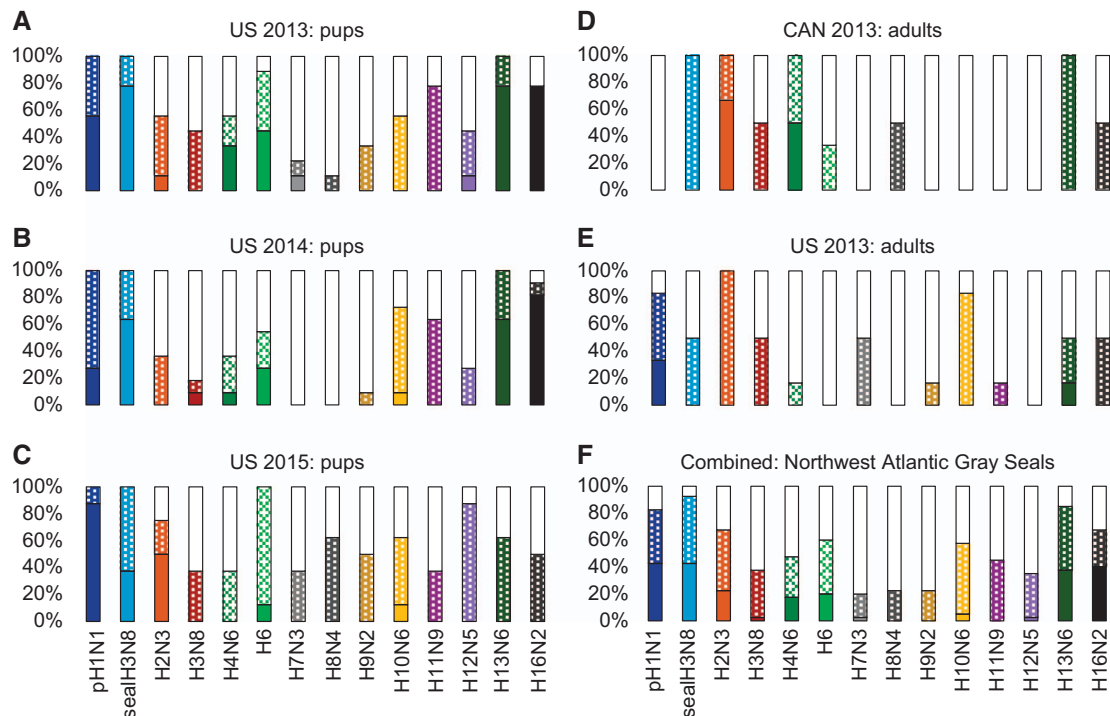 A
US 2013: pups
100%
80%
60%
40%
20%
0%
B
US 2014: pups
100%
80%
60%
40%
20%
0%
C
US 2015: pups
100%
80%
60%
40%
20%
0%
pH1N1
sealH3N8
H2N3
H3N8
H4N6
H6
H7N3
H8N4
H9N2
H10N6
H11N9
H12N5
H13N6
H16N2
D
CAN 2013: adults
100%
80%
60%
40%
20%
0%
E
US 2013: adults
100%
80%
60%
40%
20%
0%
F
Combined: Northwest Atlantic Gray Seals
100%
80%
60%
40%
20%
0%
pH1N1
sealH3N8
H2N3
H3N8
H4N6
H6
H7N3
H8N4
H9N2
H10N6
H11N9
H12N5
H13N6
H16N2